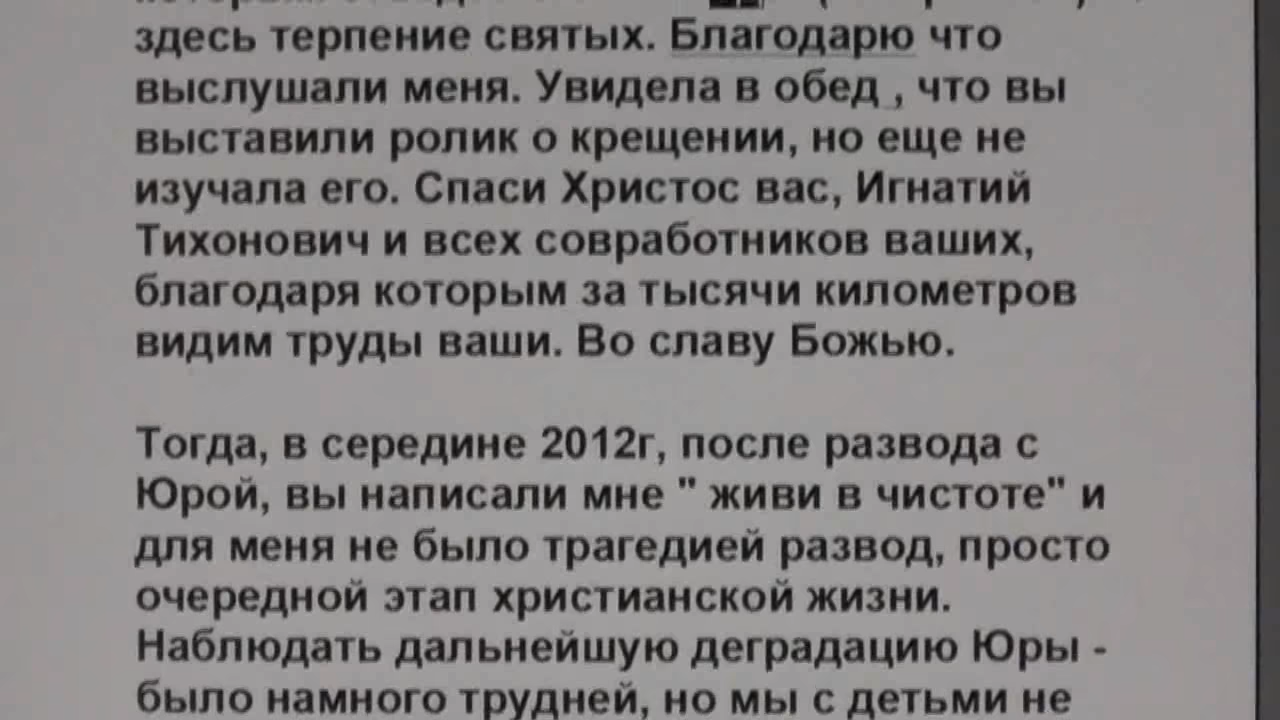 здесь терпение святых. Благодарю что
выслушали меня. Увидела в обед , что вы
выставили ролик о крещении, но еще не
изучала его. Спаси Христос вас, Игнатий
Тихонович и всех совработников ваших,
благодаря которым за тысячи километров
видим труды ваши. Во славу Божью.
Тогда, в середине 2012г, после развода с
Юрой, вы написали мне " живи в чистоте" и
для меня не было трагедией развод, просто
очередной этап христианской жизни.
Наблюдать дальнейшую деградацию Юры -
было намного трудней, но мы с детьми не